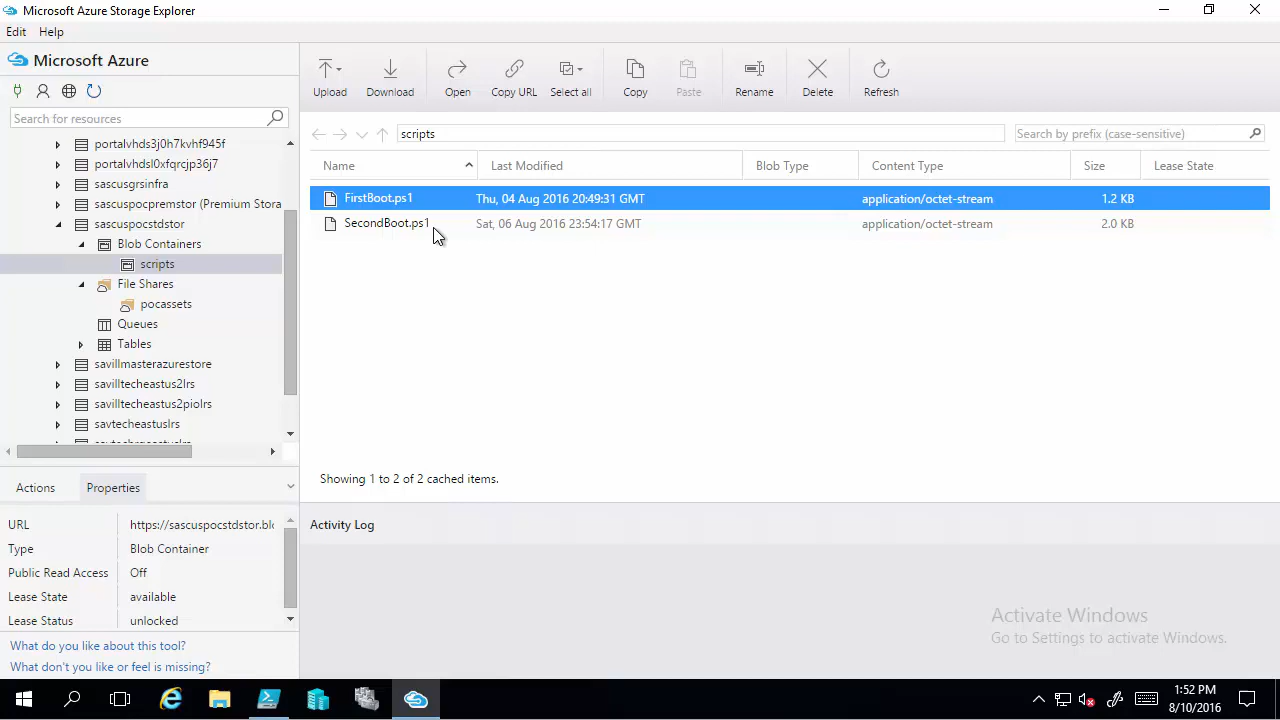 Microsoft Azure Storage Explorer
Edit Help
Microsoft Azure
Search for resources
portalvhds3j0h7kvhf945f
portalvhdsl0xfqrcjp36j7
sascusgrsinfra
sascuspocpremstor (Premium Stora
sascuspocstdstor
Blob Containers
scripts
File Shares
pocassets
Queues
Tables
savillmasterazurestore
savilltecheastus2lrs
savilltecheastus2piolrs
savtecheastuslrs
Actions Properties
URL https://sascuspocstdstor.blo
Type Blob Container
Public Read Access Off
Lease State available
Lease Status unlocked
What do you like about this tool?
What don't you like or feel is missing?
Upload Download Open Copy URL Select all Copy Paste Rename Delete Refresh
scripts Search by prefix (case-sensitive)
Name Last Modified Blob Type Content Type Size Lease State
FirstBoot.ps1 Thu, 04 Aug 2016 20:49:31 GMT application/octet-stream 1.2 KB
SecondBoot.ps1 Sat, 06 Aug 2016 23:54:17 GMT application/octet-stream 2.0 KB
Showing 1 to 2 of 2 cached items.
Activity Log
Activate Windows
Go to Settings to activate Windows.
1:52 PM
8/10/2016